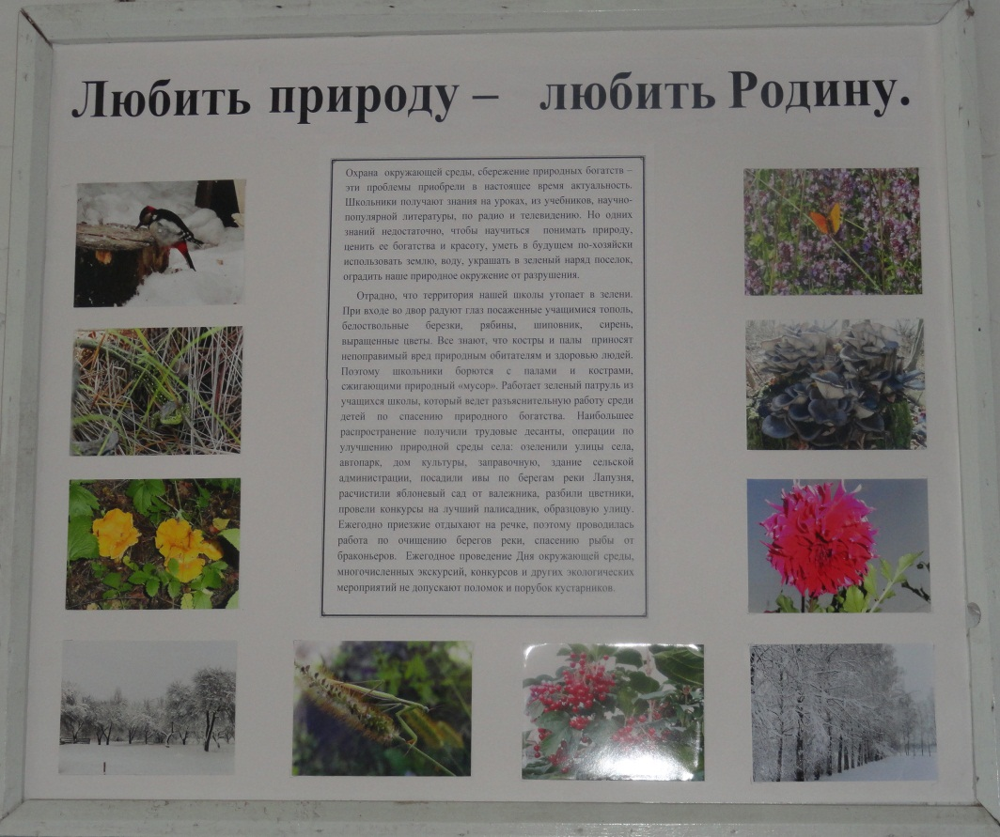 Любить природу – любить Родину.
Охрана окружающей среды, сбережение природных богатств –
эти проблемы приобрели в настоящее время актуальность.
Школьники получают знания на уроках, из учебников, научно-
популярной литературы, по радио и телевидению. Но одних
знаний недостаточно, чтобы научиться понимать природу,
ценить ее богатства и красоту, уметь в будущем по-хозяйски
использовать землю, воду, украшать в зеленый наряд поселок,
оградить наше природное окружение от разрушения.
Отрадно, что территория нашей школы утопает в зелени.
При входе во двор радуют глаз посаженные учащимися тополь,
белоствольные березки, рябины, шиповник, сирень,
выращенные цветы. Все знают, что костры и палы приносят
непоправимый вред природным обитателям и здоровью людей.
Поэтому школьники борются с палами и кострами,
сжигающими природный «мусор». Работает зеленый патруль из
учащихся школы, который ведет разъяснительную работу среди
детей по спасению природного богатства. Наибольшее
распространение получили трудовые десанты, операции по
улучшению природной среды села: озеленили улицы села,
автопарк, дом культуры, заправочную, здание сельской
администрации, посадили ивы по берегам реки Лапузня,
расчистили яблоневый сад от валежника, разбили цветники,
провели конкурсы на лучший палисадник, образцовую улицу.
Ежегодно приезжие отдыхают на речке, поэтому проводилась
работа по очищению берегов реки, спасению рыбы от
браконьеров. Ежегодное проведение Дня окружающей среды,
многочисленных экскурсий, конкурсов и других экологических
мероприятий не допускают поломок и порубок кустарников.